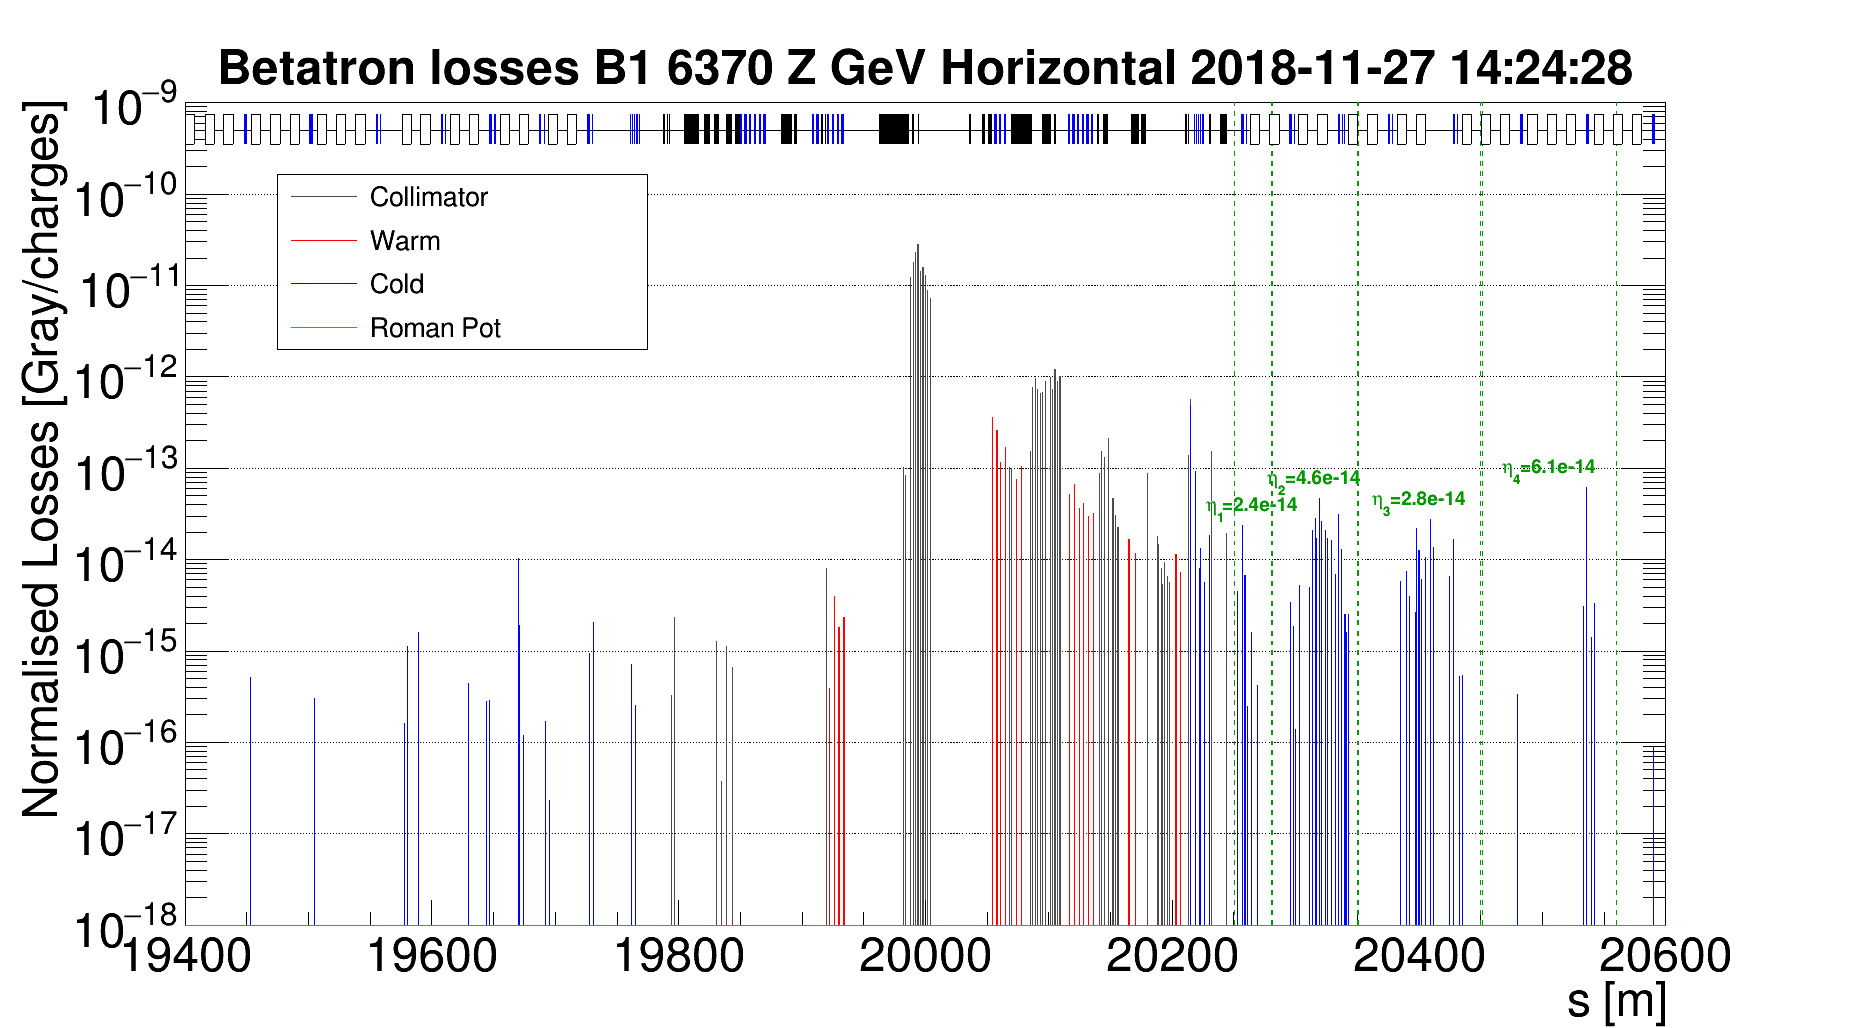 Betatron losses B1 6370 Z GeV Horizontal 2018-11-27 14:24:28
Normalised Losses [Gray/charges]
10−9
10−10
10−11
10−12
10−13
10−14
10−15
10−16
10−17
10−18
Collimator
Warm
Cold
Roman Pot
η1=2.4e-14
η2=4.6e-14
η3=2.8e-14
η4=6.1e-14
19400
19600
19800
20000
20200
20400
20600
s [m]